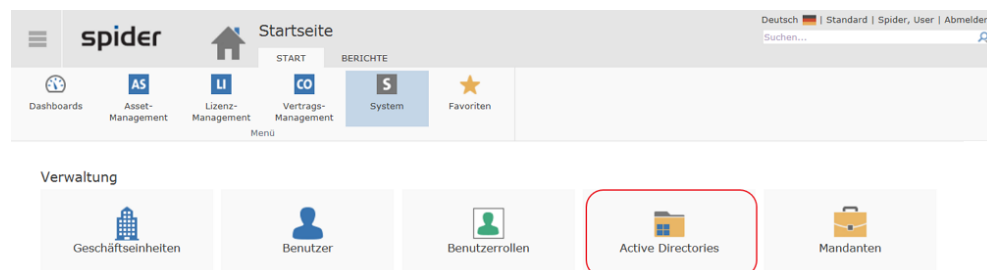 Deutsch | Standard | Spider, User | Abmelden
spider
Startseite
Suchen...
START BERICHTE
Dashboards
AS
Asset-
Management
LI
Lizenz-
Management
CO
Vertrags-
Management
S
System
Favoriten
Menü
Verwaltung
Geschäftseinheiten
Benutzer
Benutzerrollen
Active Directories
Mandanten